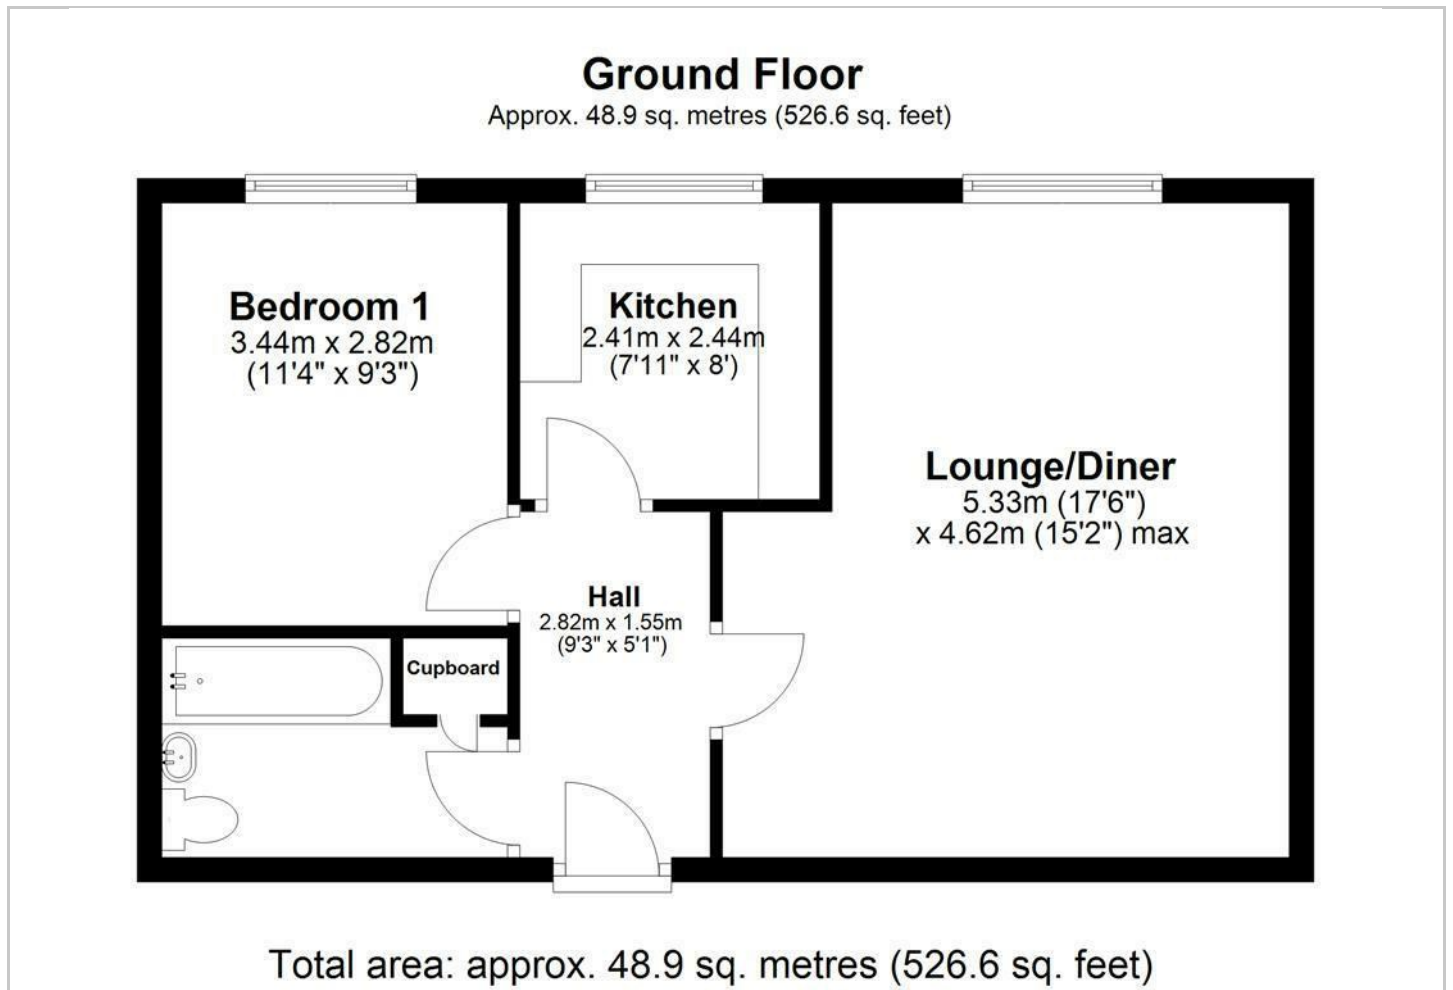 Ground Floor
Approx. 48.9 sq. metres (526.6 sq. feet)
Bedroom 1
3.44m x 2.82m
(11'4" x 9'3")
Kitchen
2.41m x 2.44m
(7'11" x 8')
Lounge/Diner
5.33m (17'6")
x 4.62m (15'2") max
Hall
2.82m x 1.55m
(9'3" x 5'1")
Cupboard
Total area: approx. 48.9 sq. metres (526.6 sq. feet)